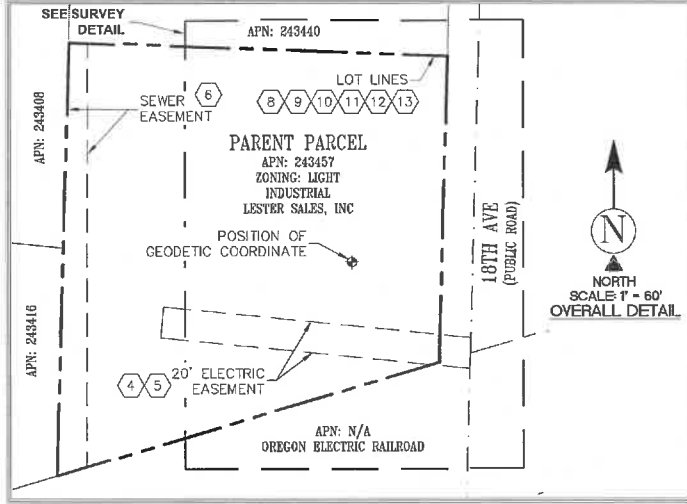 SEE SURVEY
DETAIL
APN: 243440
LOT LINES
SEWER
EASEMENT
6
8 9 10 11 12 13
APN: 243408
PARENT PARCEL
APN: 243457
ZONING: LIGHT
INDUSTRIAL
LESTER SALES, INC
POSITION OF
GEODETIC COORDINATE
18TH AVE
(PUBLIC ROAD)
N
NORTH
SCALE: 1" = 60'
OVERALL DETAIL
APN: 243416
4 5
20' ELECTRIC
EASEMENT
APN: N/A
OREGON ELECTRIC RAILROAD